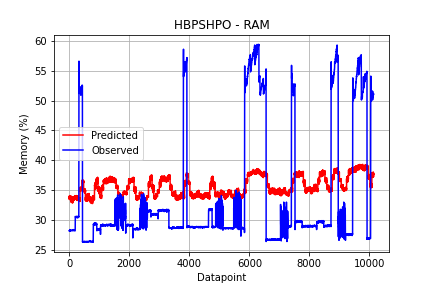 HBPSHPO - RAM
60
55
50
45
40
35
30
25
Memory (%)
Predicted
Observed
0
2000
4000
6000
8000
10000
Datapoint